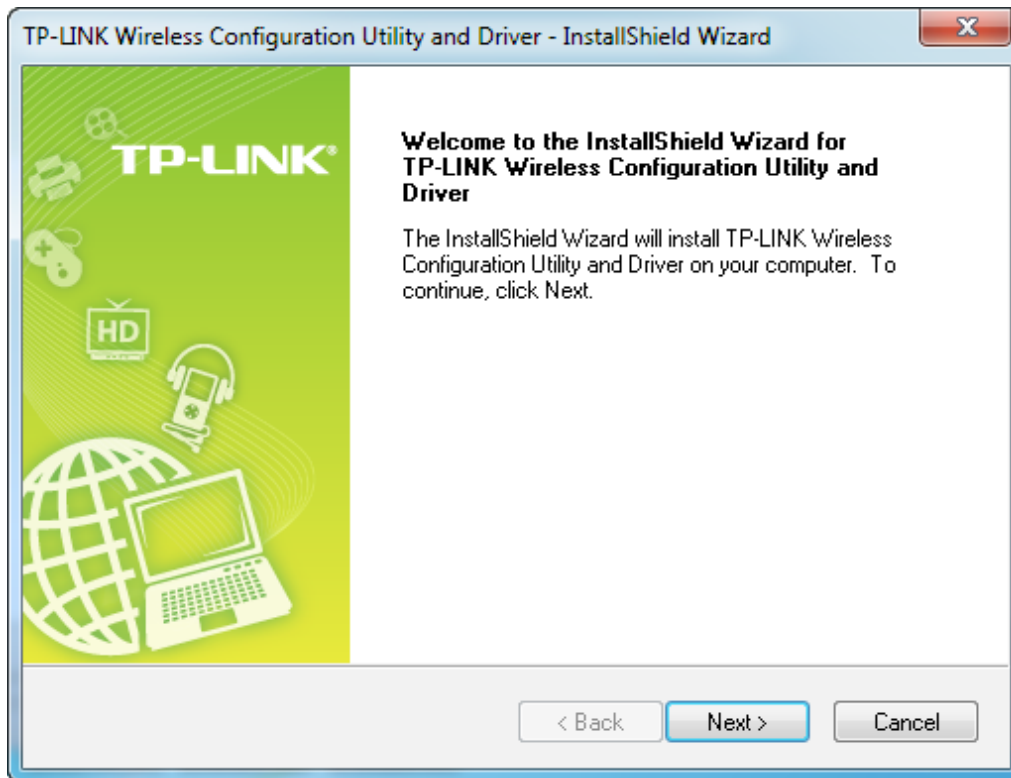 TP-LINK Wireless Configuration Utility and Driver - InstallShield Wizard
TP-LINK®
HD
Welcome to the InstallShield Wizard for
TP-LINK Wireless Configuration Utility and
Driver
The InstallShield Wizard will install TP-LINK Wireless
Configuration Utility and Driver on your computer. To
continue, click Next.
< Back
Next >
Cancel